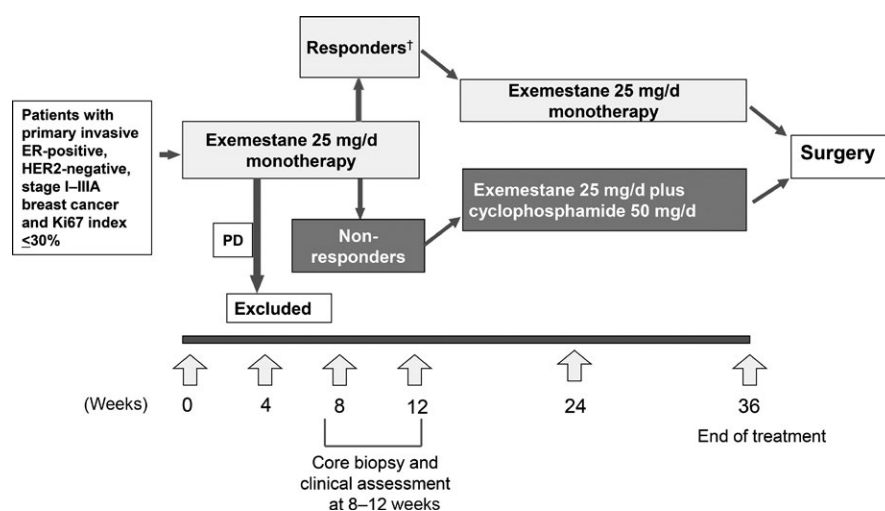 Patients with
primary invasive
ER-positive,
HER2-negative,
stage I–IIIA
breast cancer
and Ki67 index
≤30%
Exemestane 25 mg/d
monotherapy
Responders†
Exemestane 25 mg/d
monotherapy
PD
Non-
responders
Exemestane 25 mg/d plus
cyclophosphamide 50 mg/d
Surgery
Excluded
(Weeks) 0 4 8 12 24 36
End of treatment
Core biopsy and
clinical assessment
at 8–12 weeks